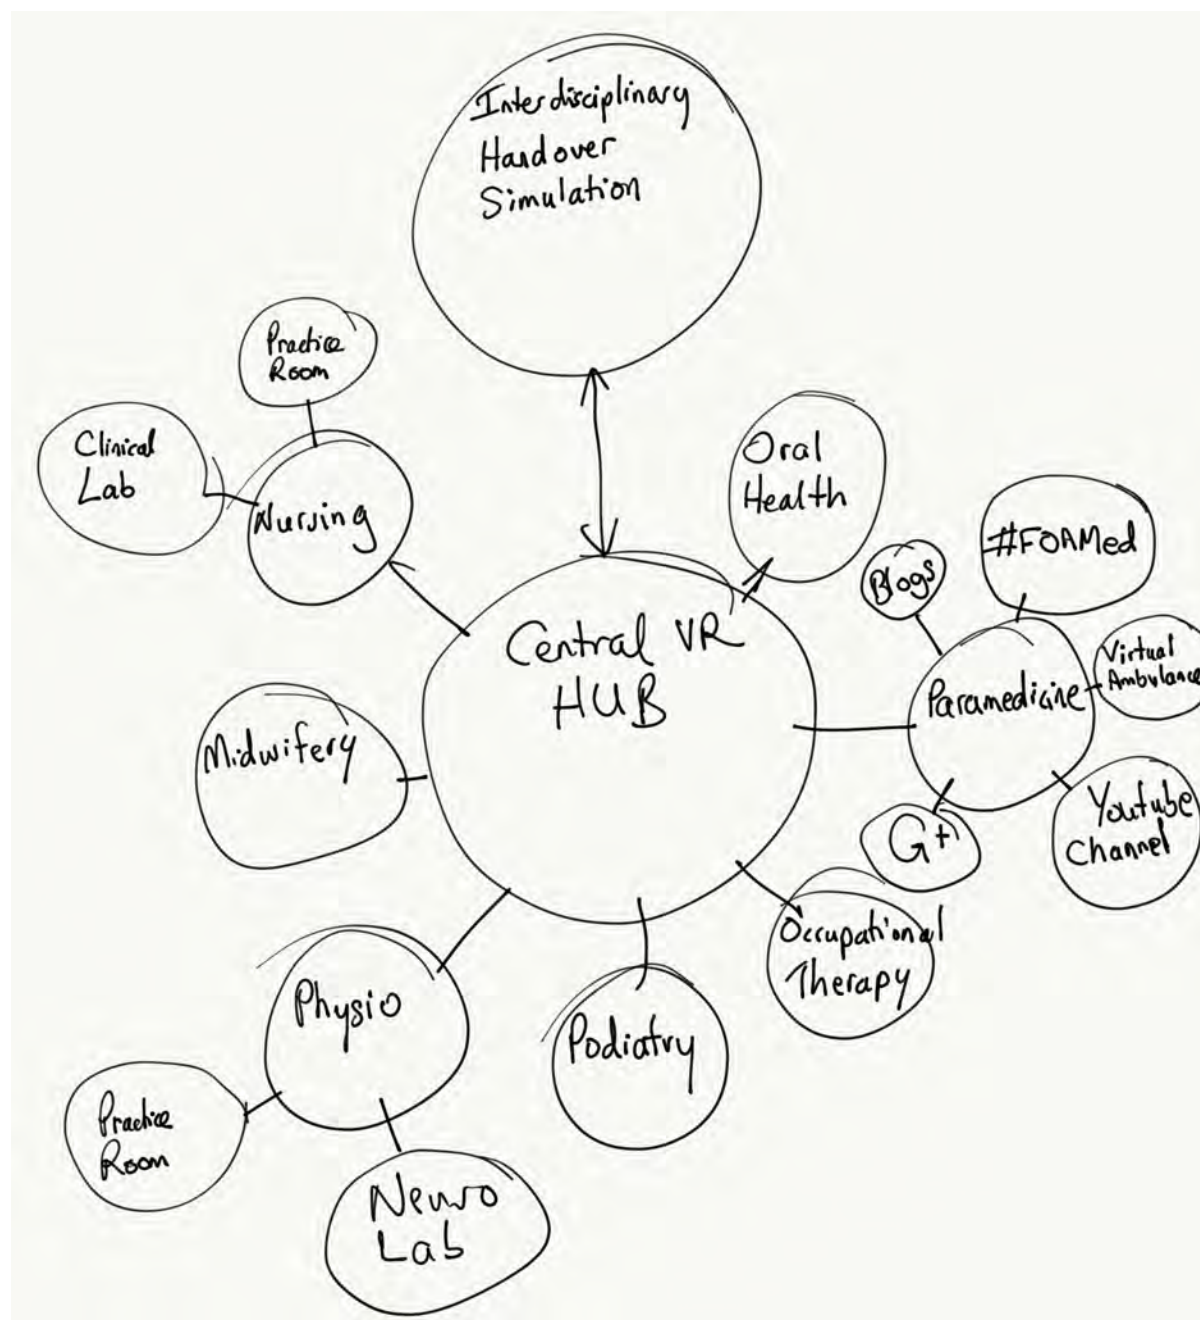 Interdisciplinary
Handover
Simulation
Practice
Room
Clinical
Lab
Nursing
Oral
Health
#FOAMed
Blogs
Virtual
Ambulance
Paramedicine
Central VR
HUB
Midwifery
Youtube
Channel
G+
Occupational
Therapy
Physio
Podiatry
Practice
Room
Neuro
Lab